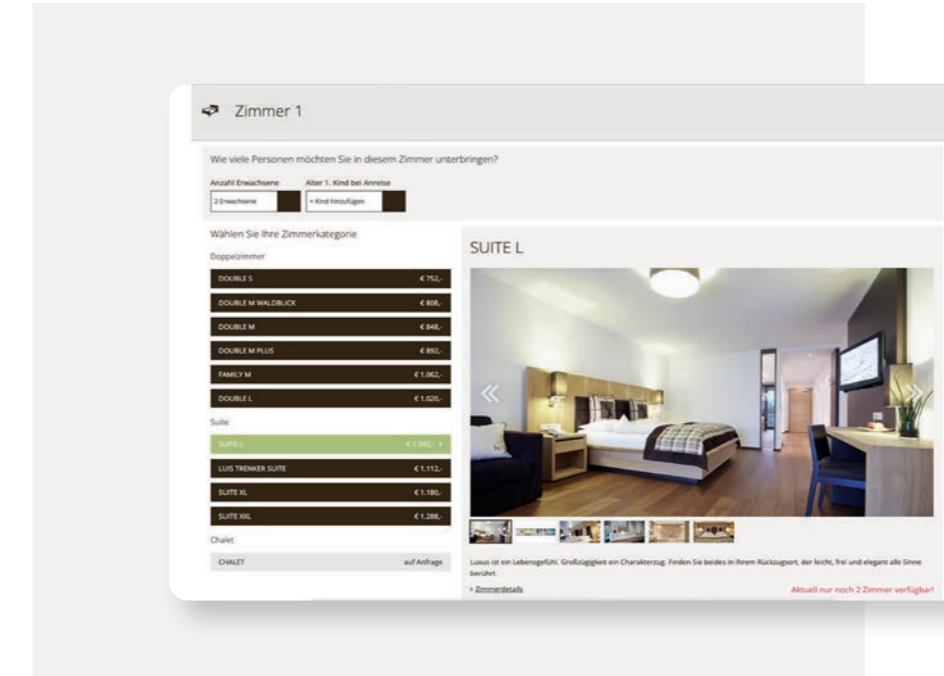 Zimmer 1
Wie viele Personen möchten Sie in diesem Zimmer unterbringen?
Anzahl Erwachsene Alter 1. Kind bei Anreise
2 Erwachsene + Kind hinzufügen
Wählen Sie Ihre Zimmerkategorie
Doppelzimmer
DOUBLE S € 752,-
DOUBLE M WALDBLICK € 808,-
DOUBLE M € 848,-
DOUBLE M PLUS € 892,-
FAMILY M € 1.062,-
DOUBLE L € 1.020,-
Suite
SUITE L
LUIS TRENKER SUITE € 1.112,-
SUITE XL € 1.180,-
SUITE XXL € 1.288,-
Chalet
CHALET auf Anfrage
SUITE L
Luxus ist ein Lebensgefühl. Großzügigkeit ein Charakterzug. Finden Sie beides in Ihrem Rückzugsort, der leicht, frei und elegant alle Sinne
berührt.
› Zimmerdetails
Aktuell nur noch 2 Zimmer verfügbar!